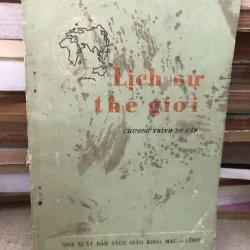 Lịch sử
thế giới
CHƯƠNG TRÌNH SƠ CẤP
NHÀ XUẤT BẢN SÁCH GIÁO KHOA MÁC — LÊNIN